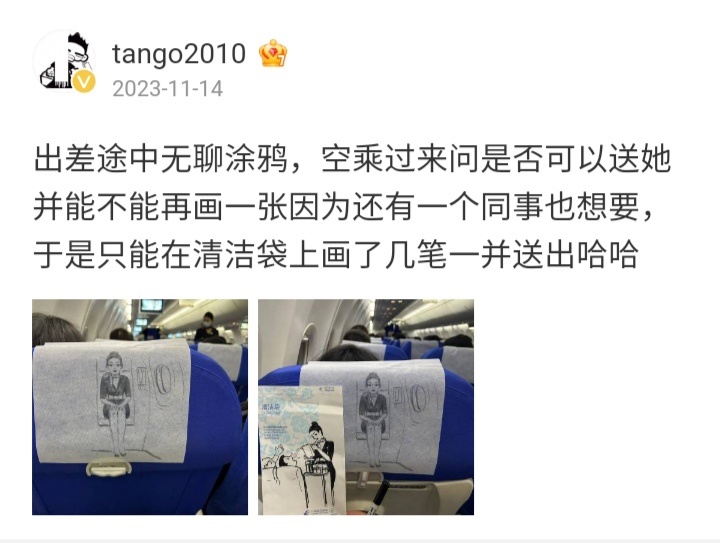 tango2010
2023-11-14
出差途中无聊涂鸦，空乘过来问是否可以送她
并能不能再画一张因为还有一个同事也想要，
于是只能在清洁袋上画了几笔一并送出哈哈
清洁袋